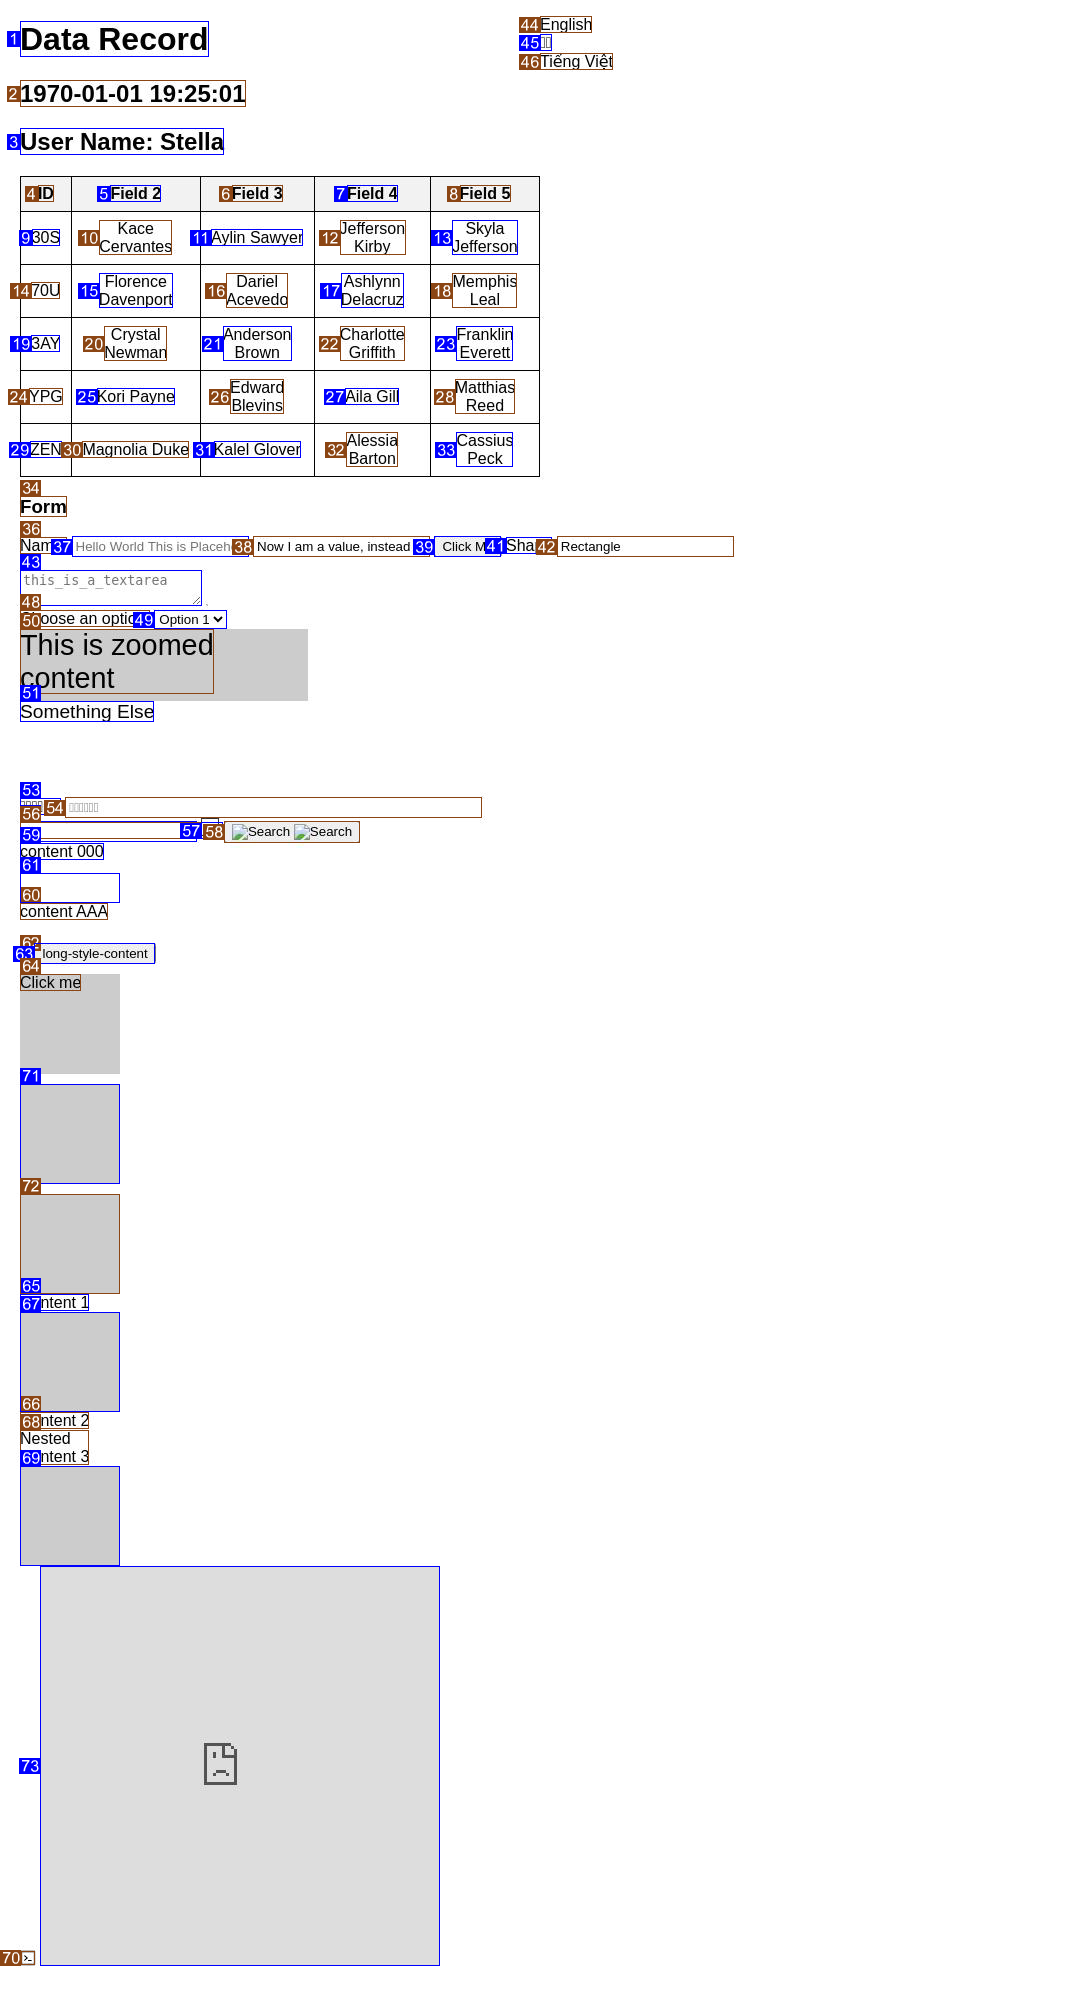 1 Data Record
44 English
45
46 Tiếng Việt
2 1970-01-01 19:25:01
3 User Name: Stella
4 ID 5 Field 2 6 Field 3 7 Field 4 8 Field 5
9 30S 10 Kace Cervantes 11 Aylin Sawyer 12 Jefferson Kirby 13 Skyla Jefferson
14 70U 15 Florence Davenport 16 Dariel Acevedo 17 Ashlynn Delacruz 18 Memphis Leal
19 3AY 20 Crystal Newman 21 Anderson Brown 22 Charlotte Griffith 23 Franklin Everett
24 YPG 25 Kori Payne 26 Edward Blevins 27 Aila Gill 28 Matthias Reed
29 ZEN 30 Magnolia Duke 31 Kalel Glover 32 Alessia Barton 33 Cassius Peck
34
Form
36
37 Hello World This is 38 Now I am a value, instead 39 Click 41 42 Rectangle
43
this_is_a_textarea
48
an 49 Option 1
50
This is zoomed
content
51
Something Else
53
54
56
57 58 Search Search
59
content 000
61
60
content AAA
62
63 long-style-content
64
Click me
71
72
65
1
67
66
2
68
Nested
3
69
73
70